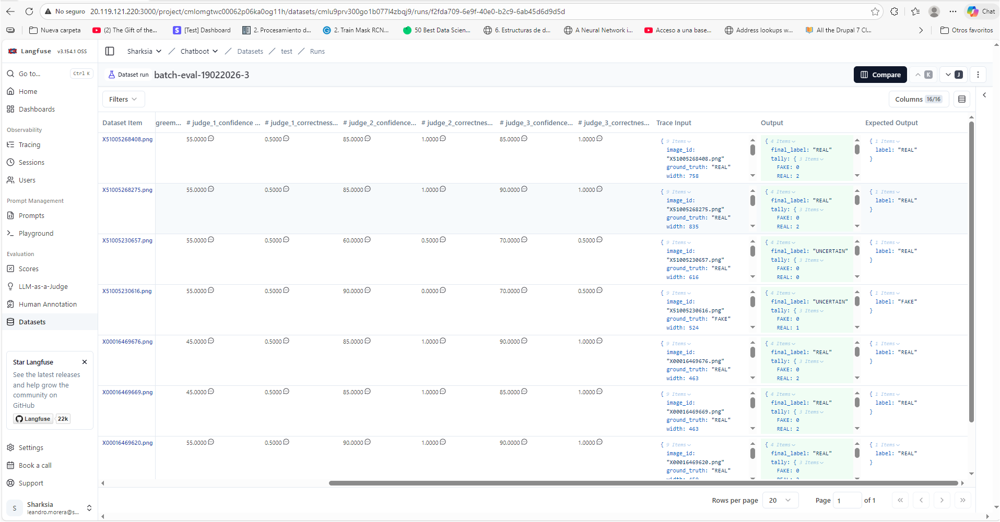 No seguro 20.119.121.220:3000/project/cmlomgtwc00062p06ka0og11h/datasets/cmlu9prv300go1b077l4zbqj9/runs/f2fda709-6e9f-40e0-b2c9-6ab45d6d9d5d Chat
Nueva carpeta (2) The Gift of the... [Test] Dashboard 2. Procesamiento d... 2. Train Mask RCN... 50 Best Data Scien... 6. Estructuras de d... A Neural Network i... Acceso a una base... Address lookups w... All the Drupal 7 Cl... Otros favoritos
Langfuse v3.154.1 OSS
Sharksia / Chatboot / Datasets / test / Runs
Go to... Ctrl K
Home
Dashboards
Observability
Tracing
Sessions
Users
Prompt Management
Prompts
Playground
Evaluation
Scores
LLM-as-a-Judge
Human Annotation
Datasets
Star Langfuse
See the latest releases
and help grow the
community on
GitHub
Langfuse 22k
Settings
Book a call
Support
S Sharksia
leandro.morera@s...
Dataset run batch-eval-19022026-3 Compare K J
Filters Columns 16/16
Dataset Item greem... # judge_1_confidence ... # judge_1_correctness... # judge_2_confidence... # judge_2_correctnes... # judge_3_confidence... # judge_3_correctnes... Trace Input Output Expected Output
X51005268408.png 55.0000 0.5000 85.0000 1.0000 85.0000 1.0000 { 9 Items { 4 Items { 1 Items
image_id: final_label: "REAL" label: "REAL"
"X51005268408.png" tally: { 3 Items }
ground_truth: "REAL" FAKE: 0
width: 758 REAL: 2
X51005268275.png 55.0000 0.5000 85.0000 1.0000 90.0000 1.0000 { 9 Items { 4 Items { 1 Items
image_id: final_label: "REAL" label: "REAL"
"X51005268275.png" tally: { 3 Items }
ground_truth: "REAL" FAKE: 0
width: 835 REAL: 2
X51005230657.png 55.0000 0.5000 60.0000 0.5000 70.0000 0.5000 { 9 Items { 4 Items { 1 Items
image_id: final_label: "UNCERTAIN" label: "REAL"
"X51005230657.png" tally: { 3 Items }
ground_truth: "REAL" FAKE: 0
width: 616 REAL: 0
X51005230616.png 55.0000 0.5000 90.0000 0.0000 70.0000 0.5000 { 9 Items { 4 Items { 1 Items
image_id: final_label: "UNCERTAIN" label: "FAKE"
"X51005230616.png" tally: { 3 Items }
ground_truth: "FAKE" FAKE: 0
width: 524 REAL: 1
X00016469676.png 45.0000 0.5000 85.0000 1.0000 90.0000 1.0000 { 9 Items { 4 Items { 1 Items
image_id: final_label: "REAL" label: "REAL"
"X00016469676.png" tally: { 3 Items }
ground_truth: "REAL" FAKE: 0
width: 463 REAL: 2
X00016469669.png 45.0000 0.5000 85.0000 1.0000 85.0000 1.0000 { 9 Items { 4 Items { 1 Items
image_id: final_label: "REAL" label: "REAL"
"X00016469669.png" tally: { 3 Items }
ground_truth: "REAL" FAKE: 0
width: 463 REAL: 2
X00016469620.png 55.0000 0.5000 90.0000 1.0000 90.0000 1.0000 { 9 Items { 4 Items { 1 Items
image_id: final_label: "REAL" label: "REAL"
"X00016469620.png" tally: { 3 Items }
ground_truth: "REAL" FAKE: 0
Rows per page 20 Page 1 of 1